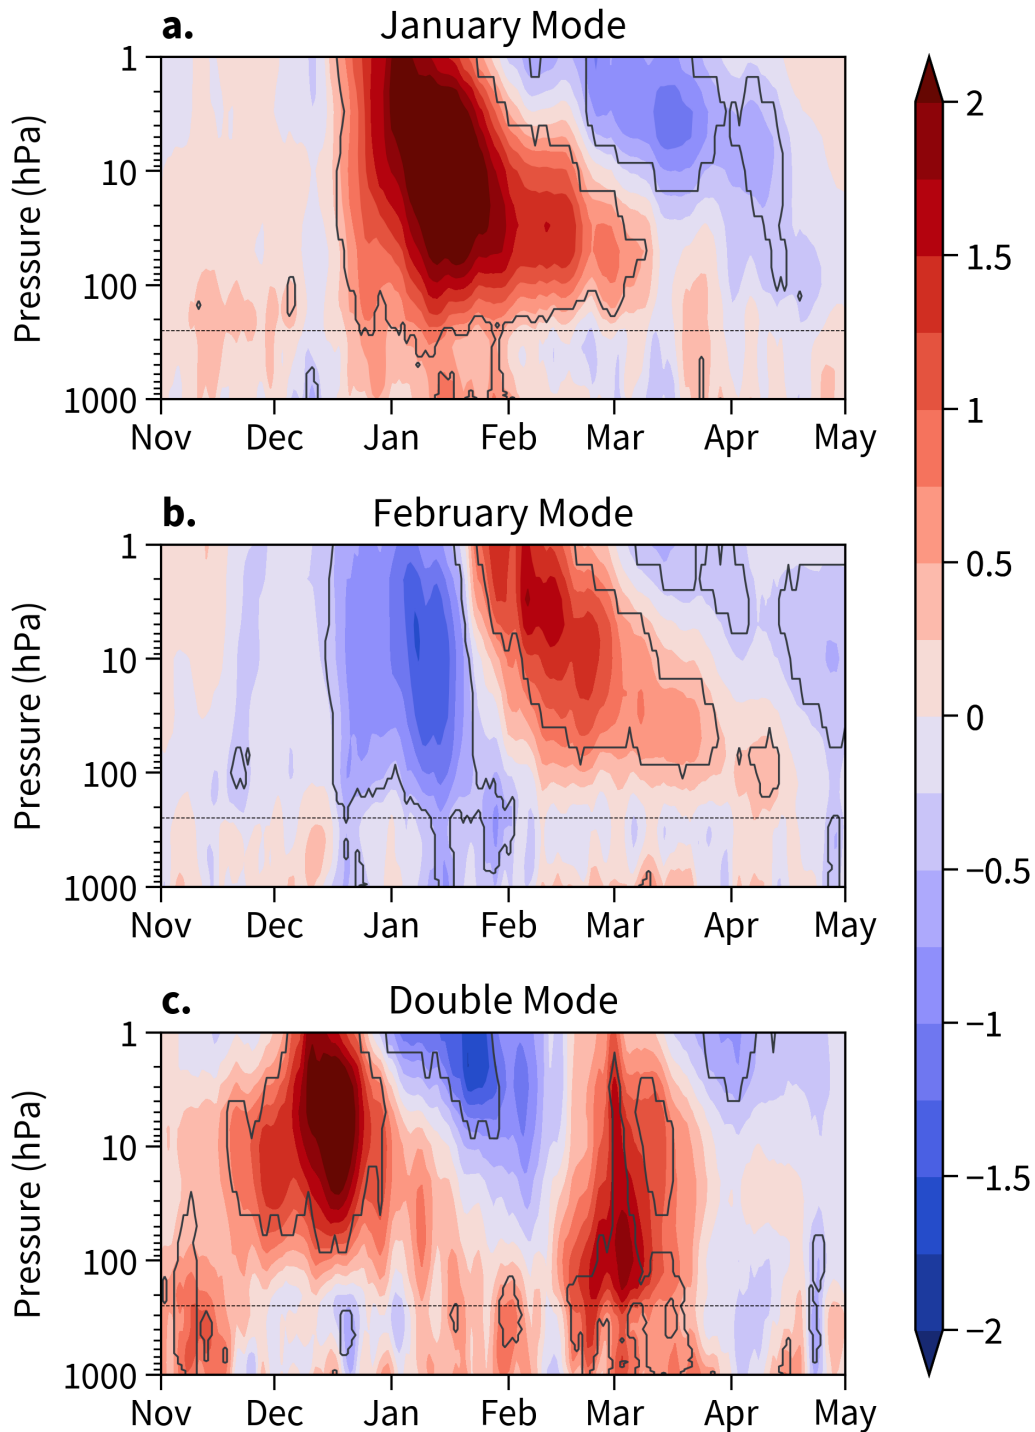 a. January Mode
Pressure (hPa)
1
10
100
1000
Nov Dec Jan Feb Mar Apr May
b. February Mode
Pressure (hPa)
1
10
100
1000
Nov Dec Jan Feb Mar Apr May
c. Double Mode
Pressure (hPa)
1
10
100
1000
Nov Dec Jan Feb Mar Apr May
2
1.5
1
0.5
0
−0.5
−1
−1.5
−2